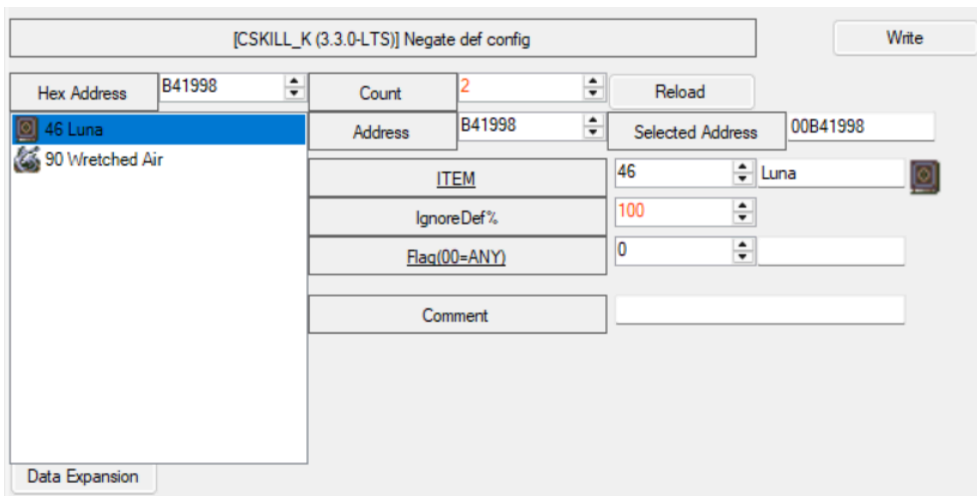 [CSKILL_K (3.3.0-LTS)] Negate def config
Write
Hex Address B41998 Count 2 Reload
46 Luna
Address B41998 Selected Address 00B41998
90 Wretched Air
ITEM 46 Luna
IgnoreDef% 100
Flag(00=ANY) 0
Comment
Data Expansion